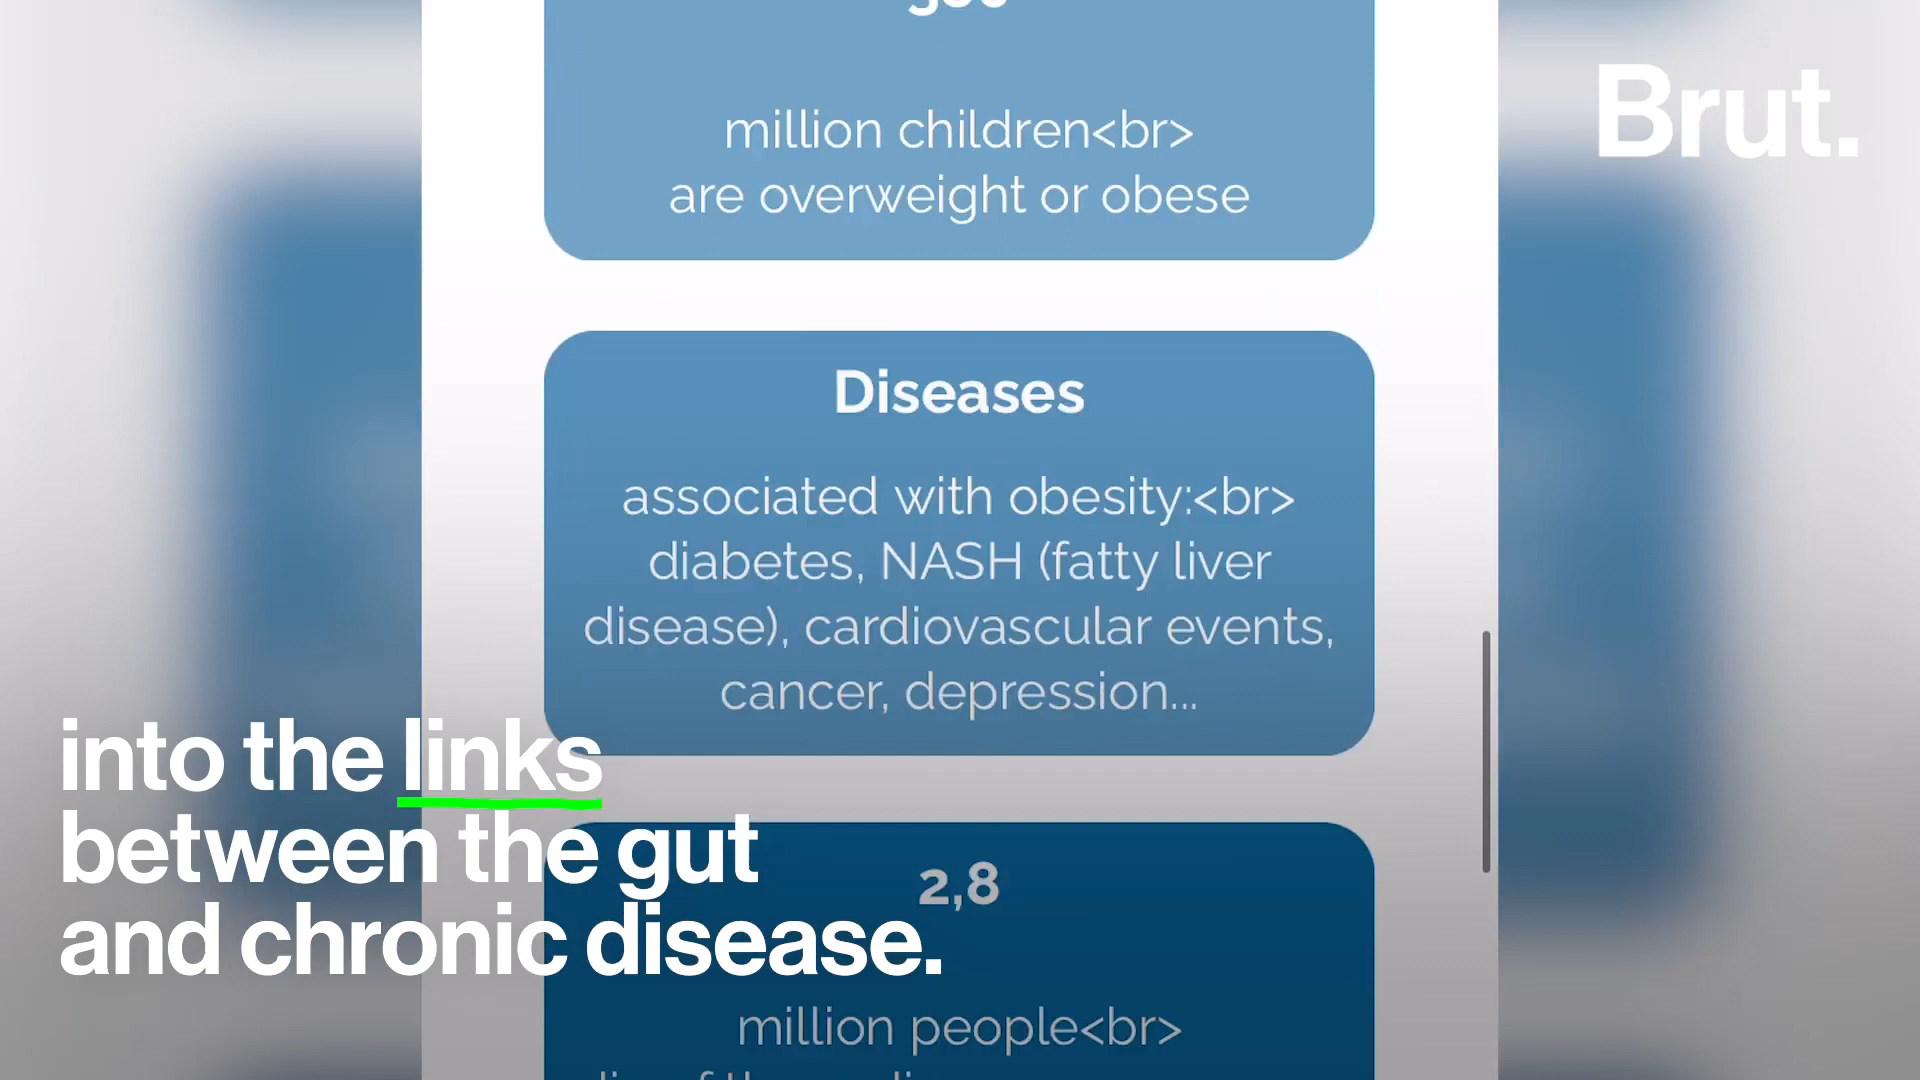 Brut.
million children<br>
are overweight or obese
Diseases
associated with obesity:<br>
diabetes, NASH (fatty liver
disease), cardiovascular events,
cancer, depression...
into the links
between the gut
and chronic disease.
2,8
million people<br>